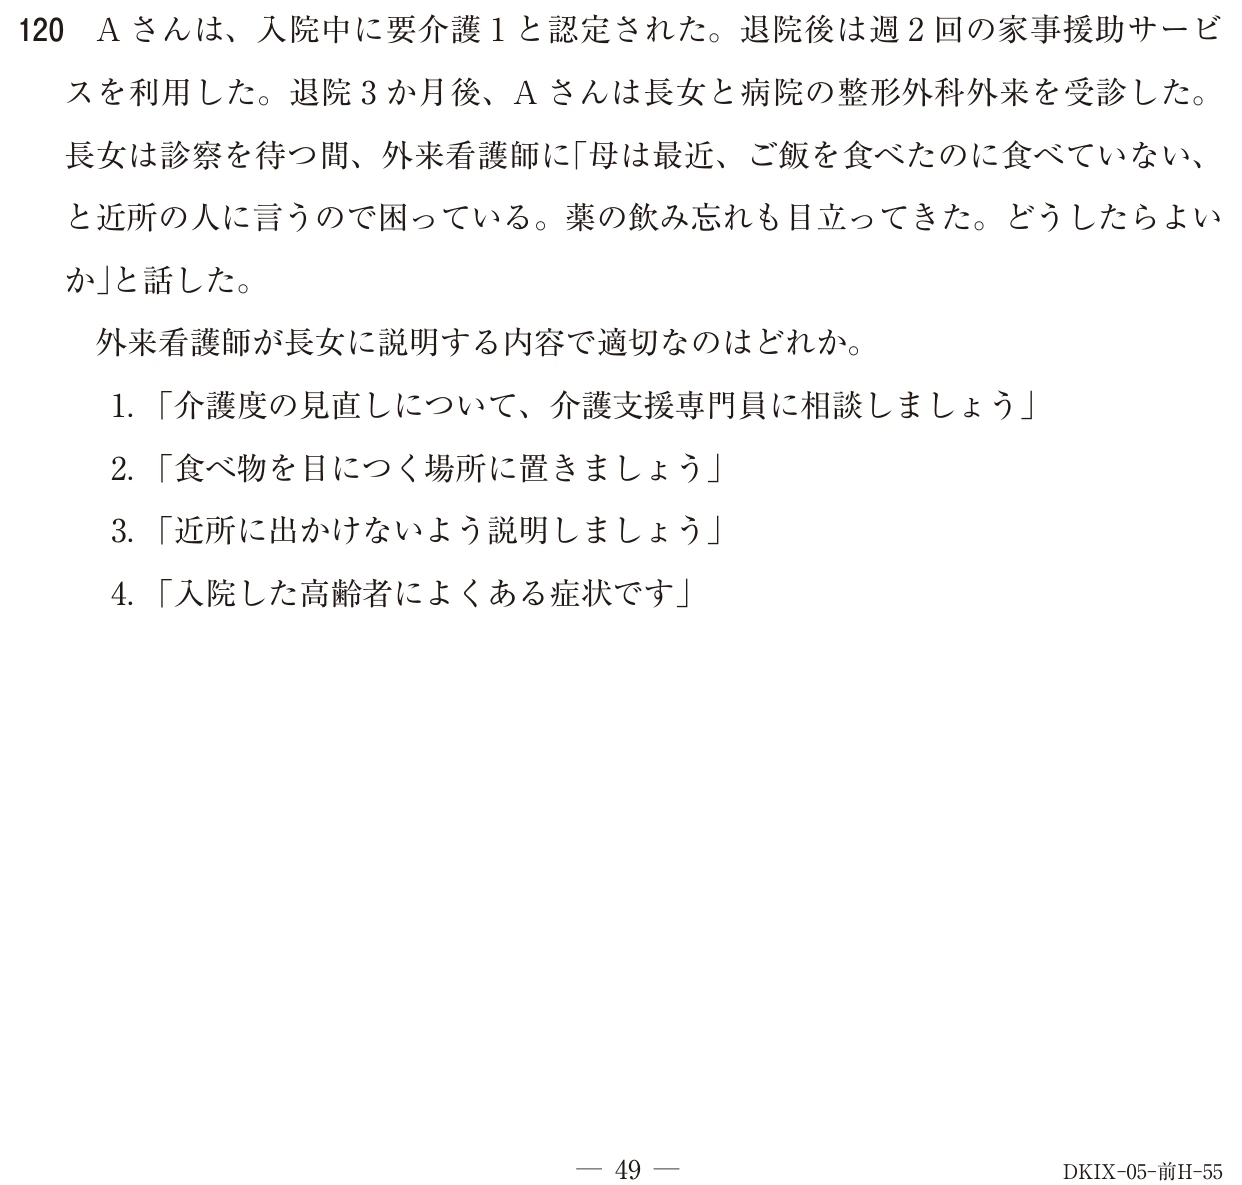 120　A さんは、入院中に要介護 1 と認定された。退院後は週 2 回の家事援助サービ
スを利用した。退院 3 か月後、A さんは長女と病院の整形外科外来を受診した。
長女は診察を待つ間、外来看護師に「母は最近、ご飯を食べたのに食べていない、
と近所の人に言うので困っている。薬の飲み忘れも目立ってきた。どうしたらよい
か」と話した。
外来看護師が長女に説明する内容で適切なのはどれか。
1. 「介護度の見直しについて、介護支援専門員に相談しましょう」
2. 「食べ物を目につく場所に置きましょう」
3. 「近所に出かけないよう説明しましょう」
4. 「入院した高齢者によくある症状です」
— 49 —
DKIX-05-前H-55